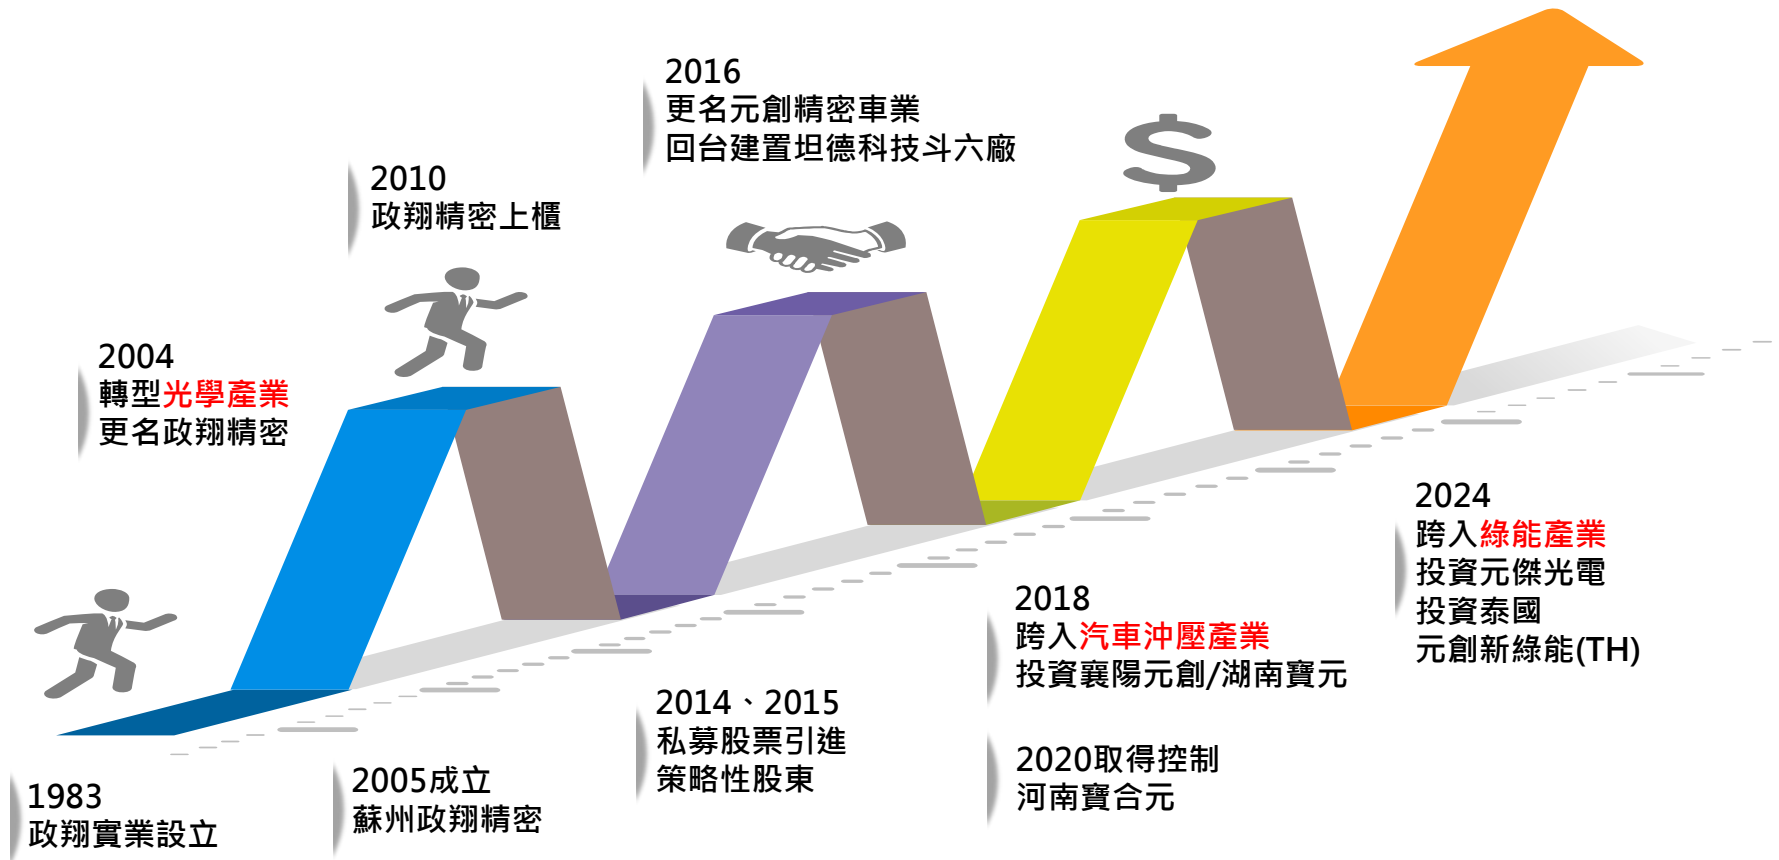 1983
政翔實業設立
2004
轉型光學產業
更名政翔精密
2005成立
蘇州政翔精密
2010
政翔精密上櫃
2014、2015
私募股票引進
策略性股東
2016
更名元創精密車業
回台建置坦德科技斗六廠
2018
跨入汽車沖壓產業
投資襄陽元創/湖南寶元
2020取得控制
河南寶合元
2024
跨入綠能產業
投資元傑光電
投資泰國
元創新綠能(TH)
$